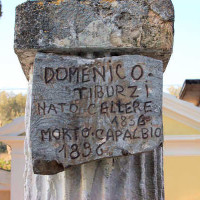 DOMENICO.
TIBURZI
NATO.CELLERE
1836
MORTO.CAPALBIO
1896.